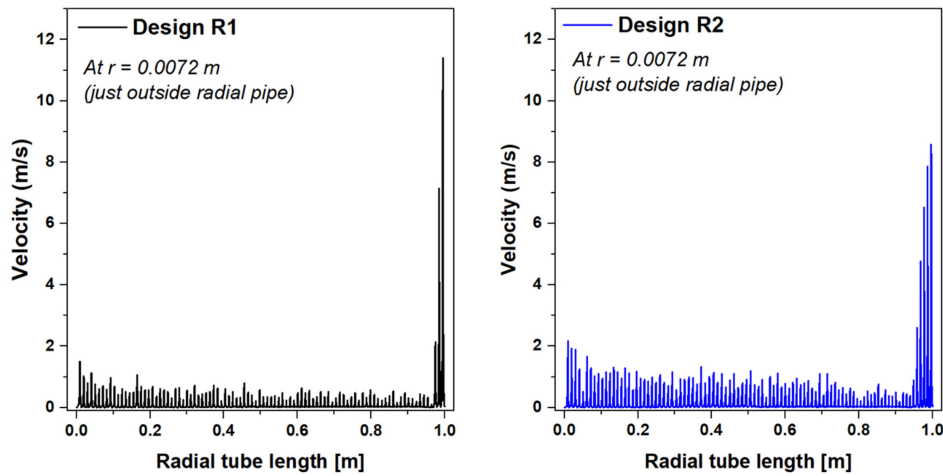 Design R1
At r = 0.0072 m
(just outside radial pipe)
Velocity (m/s)
12
10
8
6
4
2
0
0.0 0.2 0.4 0.6 0.8 1.0
Radial tube length [m]
Design R2
At r = 0.0072 m
(just outside radial pipe)
Velocity (m/s)
12
10
8
6
4
2
0
0.0 0.2 0.4 0.6 0.8 1.0
Radial tube length [m]